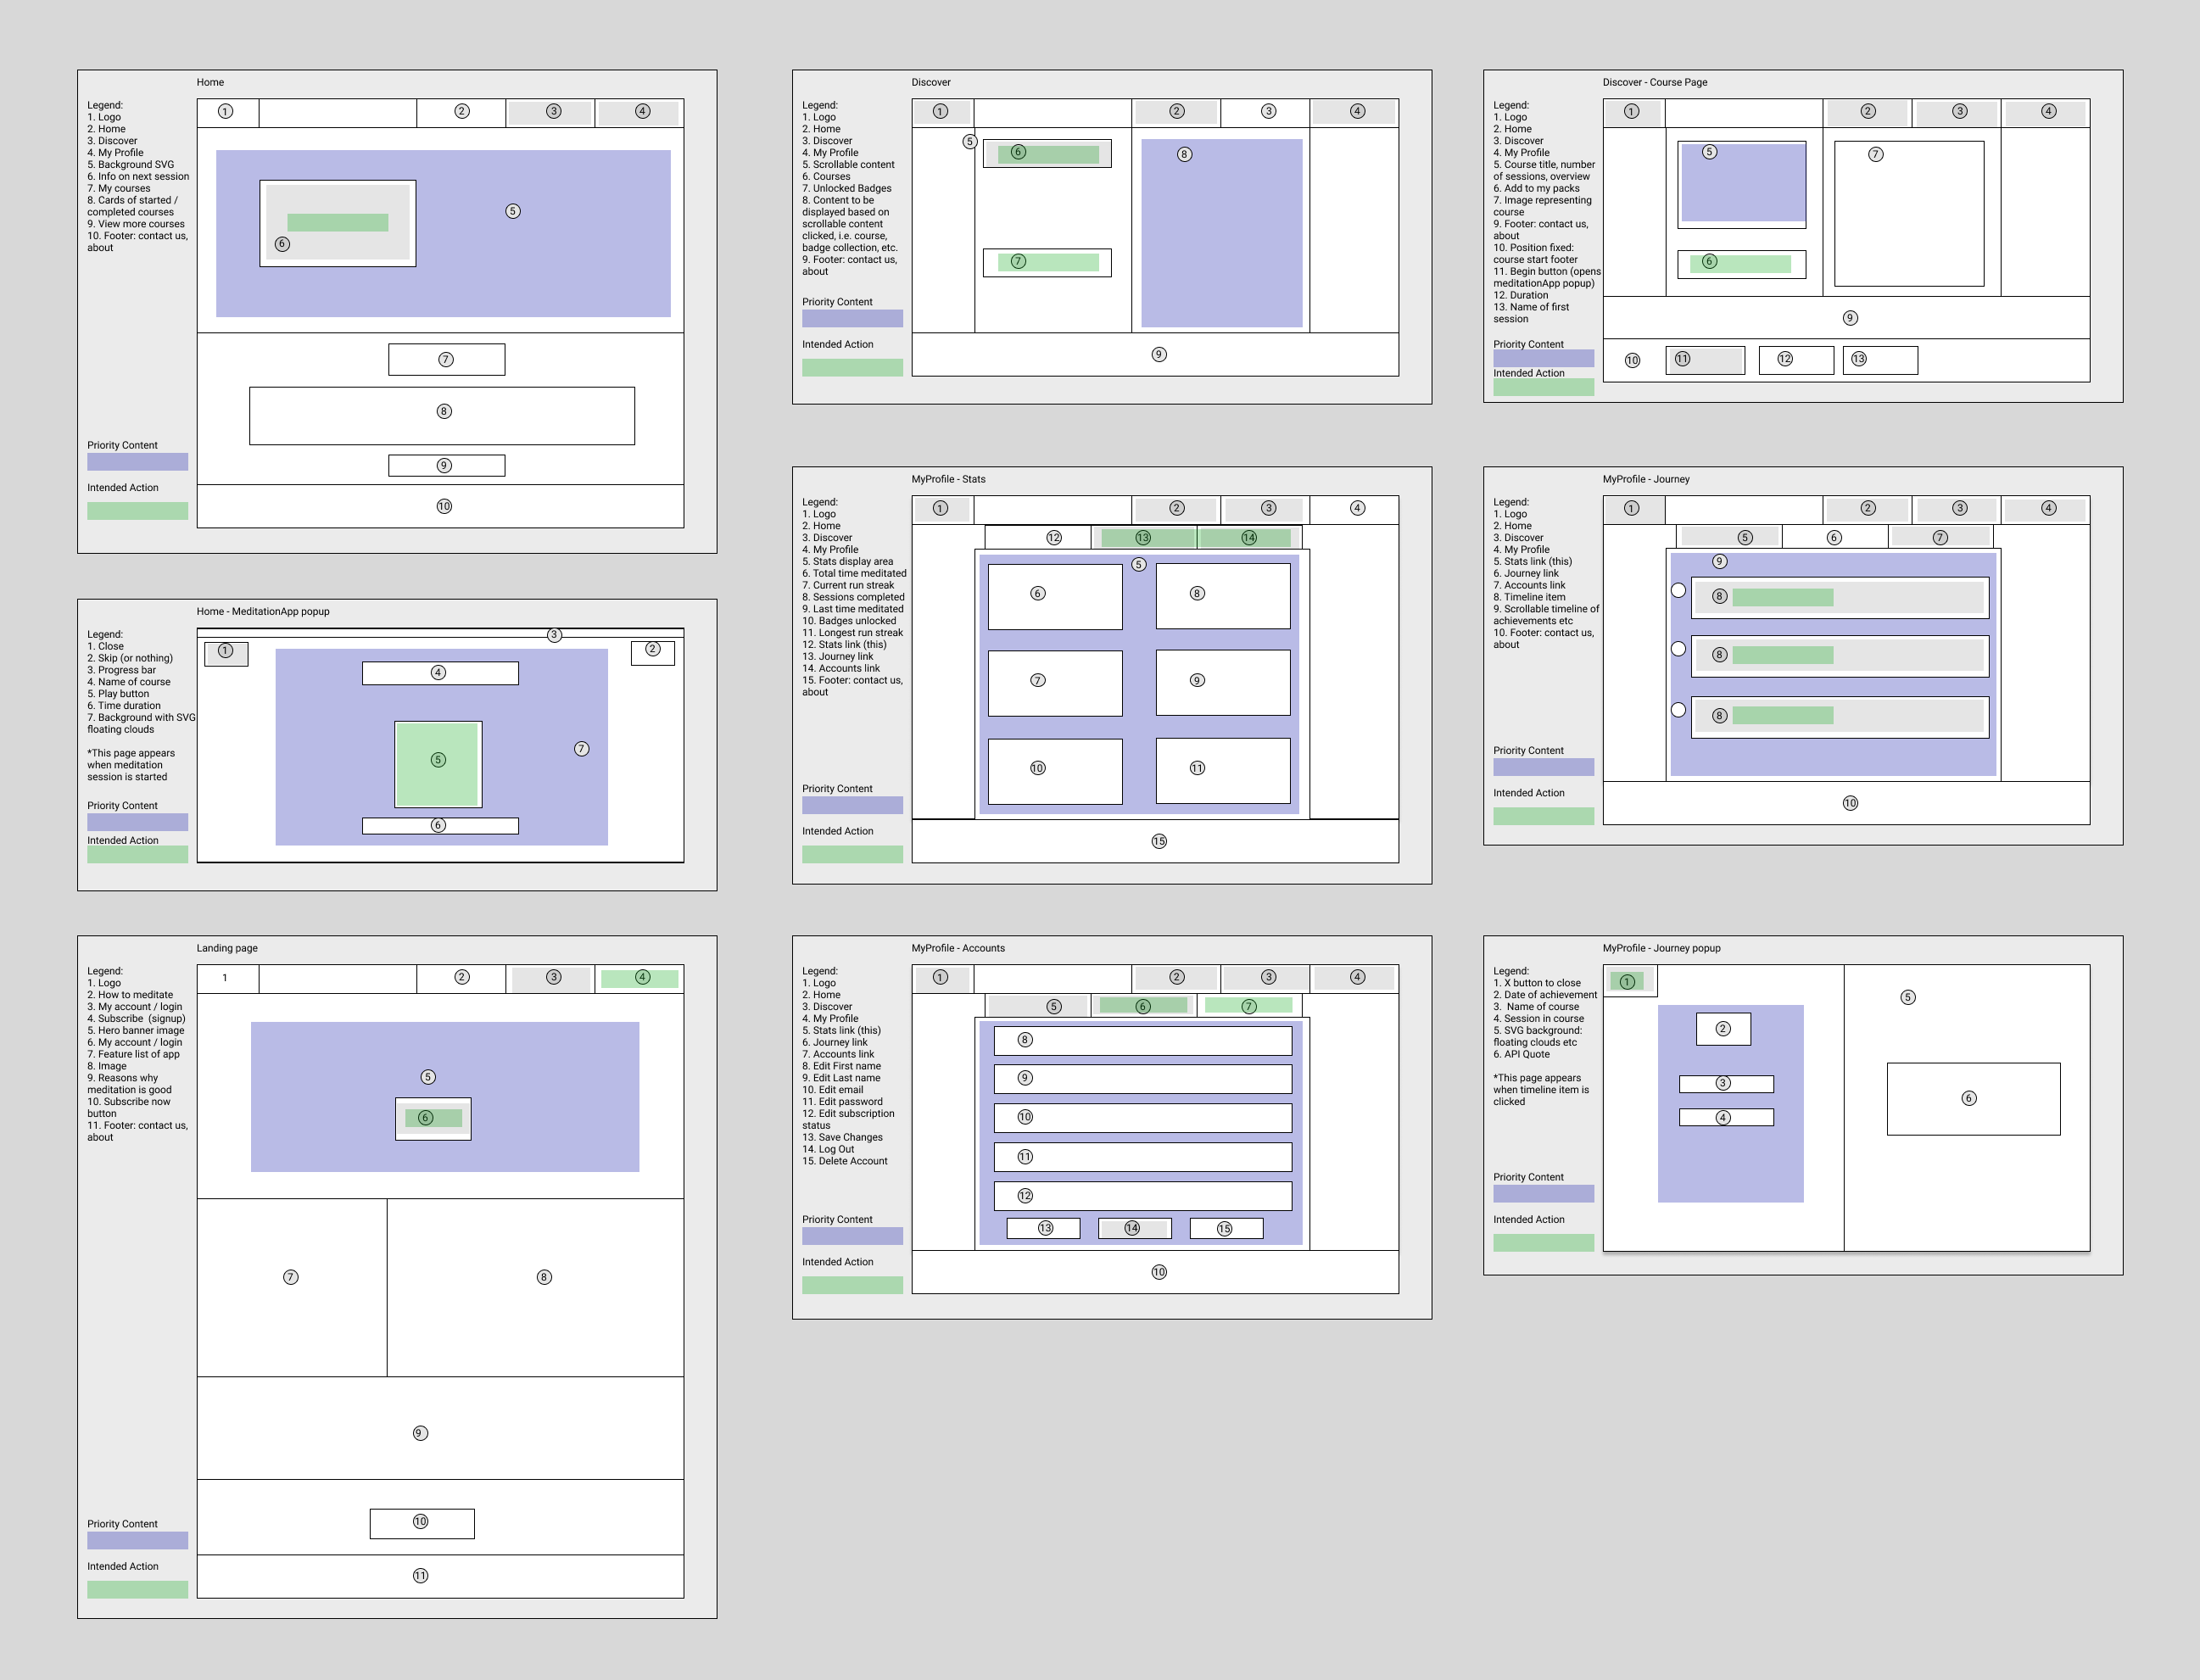 Home
Legend:
1. Logo
2. Home
3. Discover
4. My Profile
5. Background SVG
6. Info on next session
7. My courses
8. Cards of started /
completed courses
9. View more courses
10. Footer: contact us,
about
Priority Content
Intended Action
1
2
3
4
5
6
7
8
9
10
Discover
Legend:
1. Logo
2. Home
3. Discover
4. My Profile
5. Scrollable content
6. Courses
7. Unlocked Badges
8. Content to be
displayed based on
scrollable content
clicked, i.e. course,
badge collection, etc.
9. Footer: contact us,
about
Priority Content
Intended Action
1
2
3
4
5
6
8
7
9
Discover - Course Page
Legend:
1. Logo
2. Home
3. Discover
4. My Profile
5. Course title, number
of sessions, overview
6. Add to my packs
7. Image representing
course
9. Footer: contact us,
about
10. Position fixed:
course start footer
11. Begin button (opens
meditationApp popup)
12. Duration
13. Name of first
session
Priority Content
Intended Action
1
2
3
4
5
7
6
9
10
11
12
13
Home - MeditationApp popup
Legend:
1. Close
2. Skip (or nothing)
3. Progress bar
4. Name of course
5. Play button
6. Time duration
7. Background with SVG
floating clouds
*This page appears
when meditation
session is started
Priority Content
Intended Action
3
1
2
4
7
5
6
MyProfile - Stats
Legend:
1. Logo
2. Home
3. Discover
4. My Profile
5. Stats display area
6. Total time meditated
7. Current run streak
8. Sessions completed
9. Last time meditated
10. Badges unlocked
11. Longest run streak
12. Stats link (this)
13. Journey link
14. Accounts link
15. Footer: contact us,
about
Priority Content
Intended Action
1
2
3
4
12
13
14
5
6
8
7
9
10
11
15
MyProfile - Journey
Legend:
1. Logo
2. Home
3. Discover
4. My Profile
5. Stats link (this)
6. Journey link
7. Accounts link
8. Timeline item
9. Scrollable timeline of
achievements etc
10. Footer: contact us,
about
Priority Content
Intended Action
1
2
3
4
5
6
7
9
8
8
8
10
Landing page
Legend:
1. Logo
2. How to meditate
3. My account / login
4. Subscribe (signup)
5. Hero banner image
6. My account / login
7. Feature list of app
8. Image
9. Reasons why
meditation is good
10. Subscribe now
button
11. Footer: contact us,
about
Priority Content
Intended Action
1
2
3
4
5
6
7
8
9
10
11
MyProfile - Accounts
Legend:
1. Logo
2. Home
3. Discover
4. My Profile
5. Stats link (this)
6. Journey link
7. Accounts link
8. Edit First name
9. Edit Last name
10. Edit email
11. Edit password
12. Edit subscription
status
13. Save Changes
14. Log Out
15. Delete Account
Priority Content
Intended Action
1
2
3
4
5
6
7
8
9
10
11
12
13
14
15
10
MyProfile - Journey popup
Legend:
1. X button to close
2. Date of achievement
3. Name of course
4. Session in course
5. SVG background:
floating clouds etc
6. API Quote
*This page appears
when timeline item is
clicked
Priority Content
Intended Action
1
5
2
3
6
4